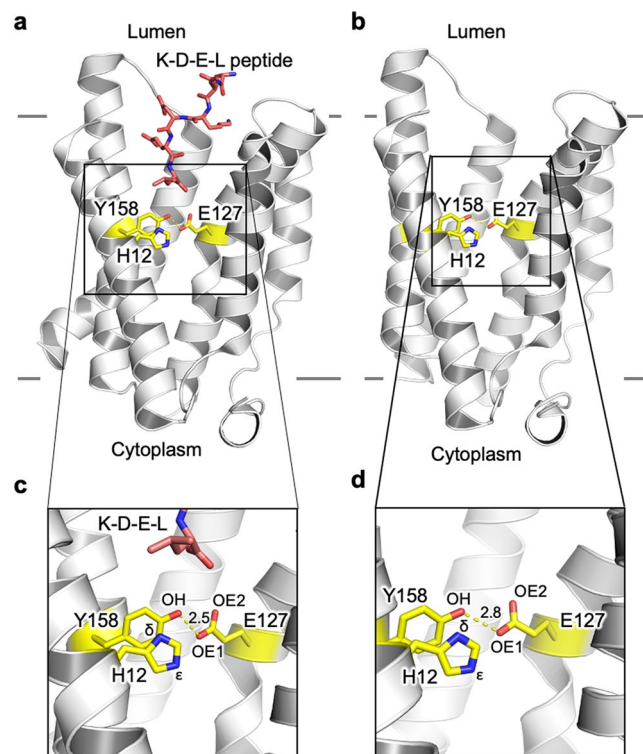 a
b
Lumen
Lumen
K-D-E-L peptide
Y158
E127
H12
Y158
E127
H12
Cytoplasm
Cytoplasm
c
d
K-D-E-L
OH
OE2
Y158
2.5
E127
δ
OE1
H12
ε
OH
OE2
Y158
2.8
E127
δ
OE1
H12
ε